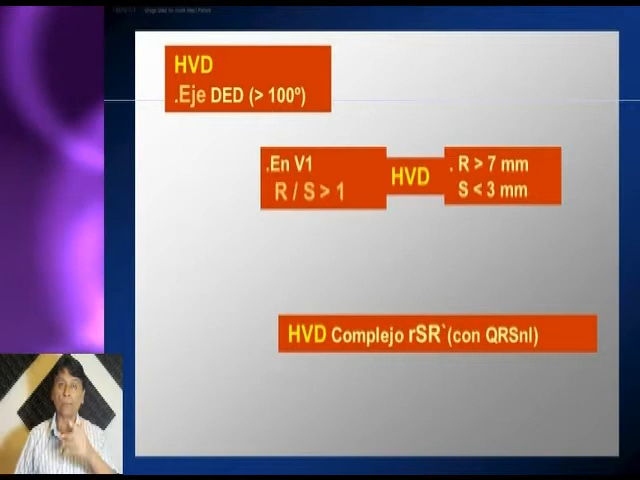 HVD
.Eje DED (> 100º)
.En V1
R / S > 1
HVD
. R > 7 mm
S < 3 mm
HVD Complejo rSR`(con QRSnl)